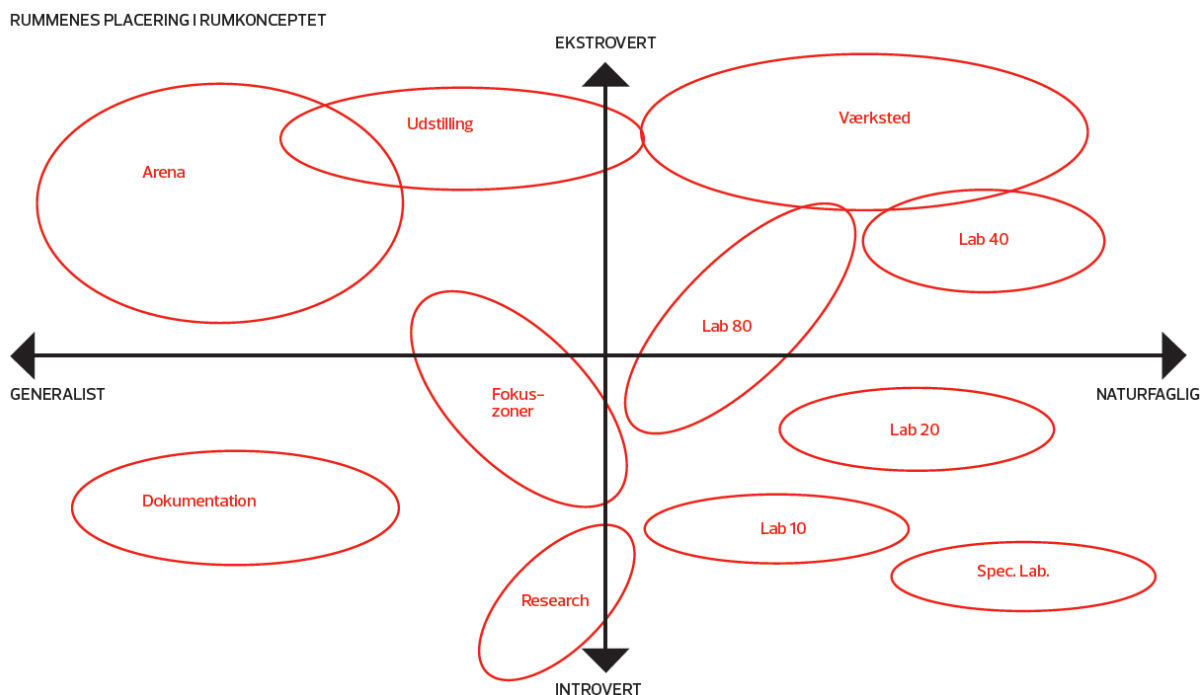 RUMMENES PLACERING I RUMKONCEPTET
EKSTROVERT
Værksted
Udstilling
Arena
Lab 40
Lab 80
GENERALIST
NATURFAGLIG
Fokus-
zoner
Lab 20
Dokumentation
Lab 10
Spec. Lab.
Research
INTROVERT